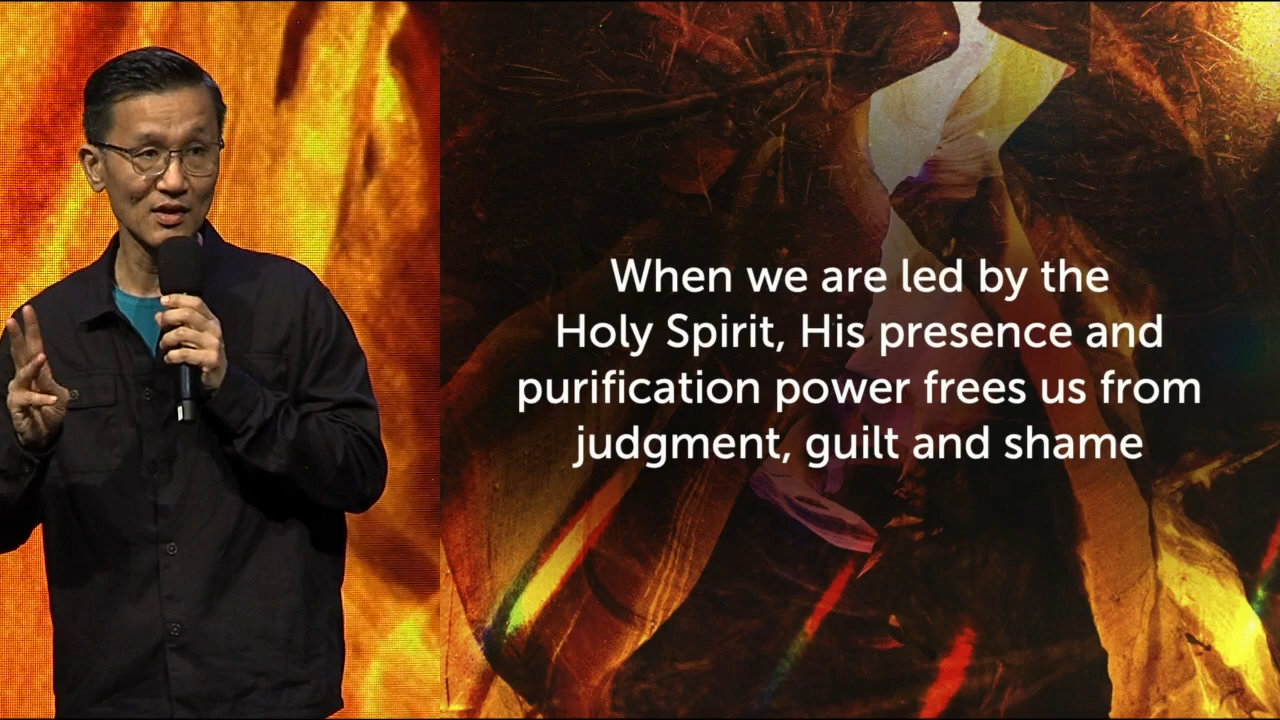 When we are led by the
Holy Spirit, His presence and
purification power frees us from
judgment, guilt and shame